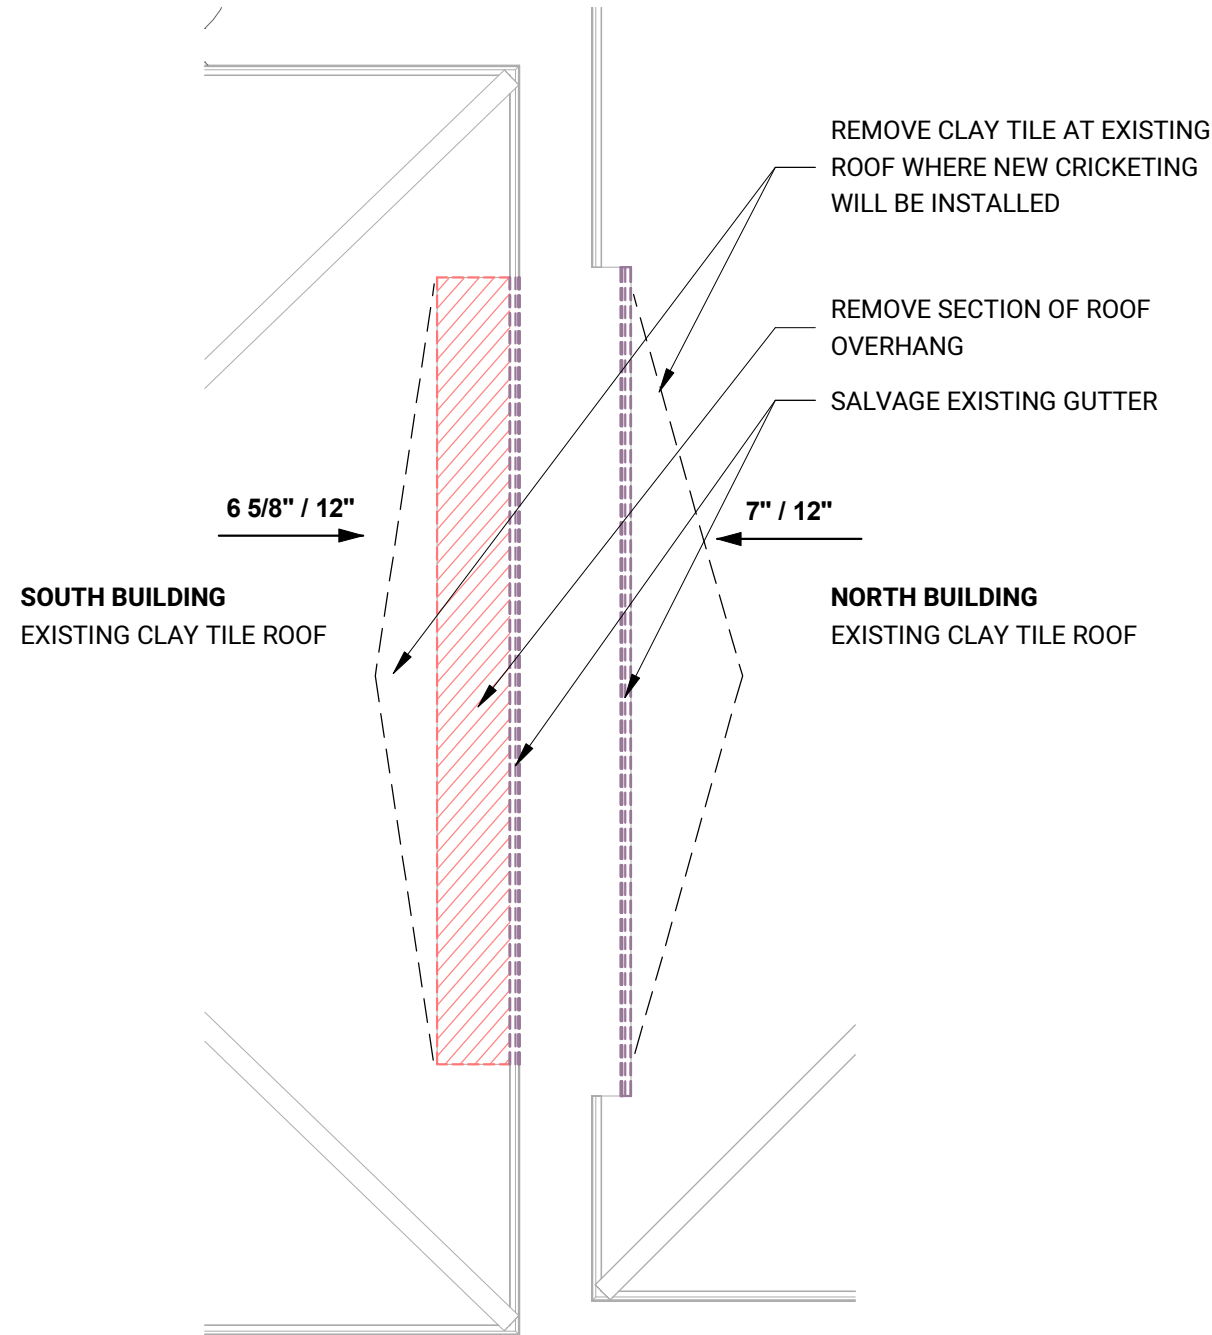 REMOVE CLAY TILE AT EXISTING
ROOF WHERE NEW CRICKETING
WILL BE INSTALLED
REMOVE SECTION OF ROOF
OVERHANG
SALVAGE EXISTING GUTTER
6 5/8" / 12"
7" / 12"
SOUTH BUILDING
EXISTING CLAY TILE ROOF
NORTH BUILDING
EXISTING CLAY TILE ROOF